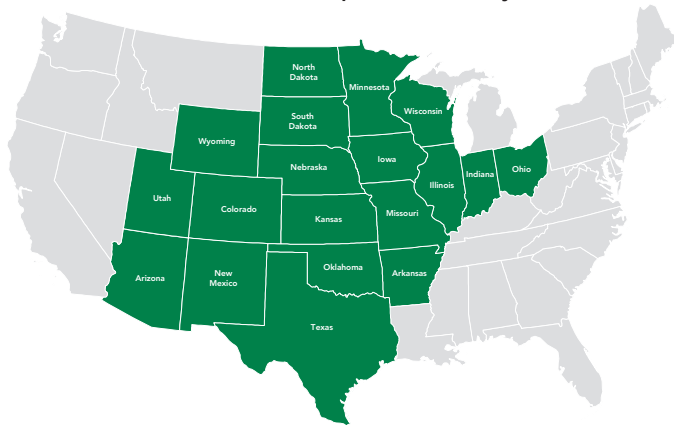 North
Dakota
Minnesota
Wisconsin
South
Dakota
Wyoming
Iowa
Nebraska
Ohio
Indiana
Illinois
Utah
Colorado
Missouri
Kansas
Oklahoma
Arkansas
Arizona
New
Mexico
Texas